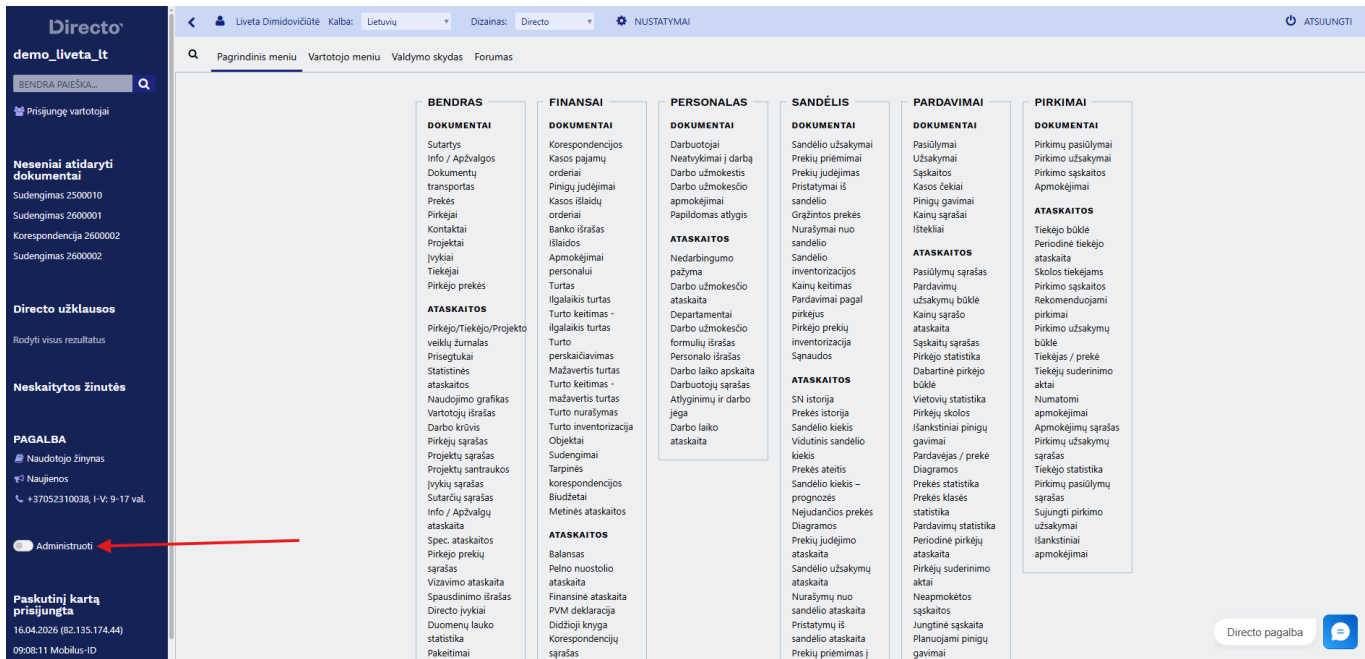 Directo
demo_liveta_lt
BENDRA PAIEŠKA...
Prisijungę vartotojai
Neseniai atidaryti
dokumentai
Sudengimas 2500010
Sudengimas 2600001
Korespondencija 2600002
Sudengimas 2600002
Directo užklausos
Rodyti visus rezultatus
Neskaitytos žinutės
PAGALBA
Naudotojo žinynas
Naujienos
+37052310038, I-V: 9-17 val.
Administruoti
Paskutinį kartą
prisijungta
16.04.2026 (82.135.174.44)
09:08:11 Mobilus-ID
Liveta Dimidovičiūtė Kalba: Lietuvių Dizainas: Directo NUSTATYMAI ATSIJUNGTI
Pagrindinis meniu Vartotojo meniu Valdymo skydas Forumas
BENDRAS
DOKUMENTAI
Sutartys
Info / Apžvalgos
Dokumentų
transportas
Prekės
Pirkėjai
Kontaktai
Projektai
Įvykiai
Tiekėjai
Pirkėjo prekės
ATASKAITOS
Pirkėjo/Tiekėjo/Projekto
veiklų žurnalas
Prisegtukai
Statistinės
ataskaitos
Naudojimo grafikas
Vartotojų išrašas
Darbo krūvis
Pirkėjų sąrašas
Projektų sąrašas
Projektų santraukos
Įvykių sąrašas
Sutarčių sąrašas
Info / Apžvalgų
ataskaita
Spec. ataskaitos
Pirkėjo prekių
sąrašas
Vizavimo ataskaita
Spausdinimo išrašas
Directo įvykiai
Duomenų lauko
statistika
Pakeitimai
FINANSAI
DOKUMENTAI
Korespondencijos
Kasos pajamų
orderiai
Pinigų judėjimai
Kasos išlaidų
orderiai
Banko išrašas
Išlaidos
Apmokėjimai
personalui
Turtas
Ilgalaikis turtas
Turto keitimas -
ilgalaikis turtas
Turto
perskaičiavimas
Mažavertis turtas
Turto keitimas -
mažavertis turtas
Turto nurašymas
Turto inventorizacija
Objektai
Sudengimai
Tarpinės
korespondencijos
Biudžetai
Metinės ataskaitos
ATASKAITOS
Balansas
Pelno nuostolio
ataskaita
Finansinė ataskaita
PVM deklaracija
Didžioji knyga
Korespondencijų
sąrašas
PERSONALAS
DOKUMENTAI
Darbuotojai
Neatvykimai į darbą
Darbo užmokestis
Darbo užmokesčio
apmokėjimai
Papildomas atlygis
ATASKAITOS
Nedarbingumo
pažyma
Darbo užmokesčio
ataskaita
Departamentai
Darbo užmokesčio
formulių išrašas
Personalo išrašas
Darbo laiko apskaita
Darbuotojų sąrašas
Atlyginimų ir darbo
jėga
Darbo laiko
ataskaita
SANDĖLIS
DOKUMENTAI
Sandėlio užsakymai
Prekių priėmimai
Prekių judėjimas
Pristatymai iš
sandėlio
Grąžintos prekės
Nurašymai nuo
sandėlio
Sandėlio
inventorizacijos
Kainų keitimas
Pardavimai pagal
pirkėjus
Pirkėjo prekių
inventorizacija
Sąnaudos
ATASKAITOS
SN istorija
Prekės istorija
Sandėlio kiekis
Vidutinis sandėlio
kiekis
Prekės ateitis
Sandėlio kiekis –
prognozės
Nejudančios prekės
Diagramos
Prekių judėjimo
ataskaita
Sandėlio užsakymų
ataskaita
Nurašymų nuo
sandėlio ataskaita
Pristatymų iš
sandėlio ataskaita
Prekių priėmimas į
PARDAVIMAI
DOKUMENTAI
Pasiūlymai
Užsakymai
Sąskaitos
Kasos čekiai
Pinigų gavimai
Kainų sąrašai
Ištekliai
ATASKAITOS
Pasiūlymų sąrašas
Pardavimų
užsakymų būklė
Kainų sąrašo
ataskaita
Sąskaitų sąrašas
Pirkėjo statistika
Dabartinė pirkėjo
būklė
Vietovių statistika
Pirkėjų skolos
Išankstiniai pinigų
gavimai
Pardavėjas / prekė
Diagramos
Prekės statistika
Prekės klasės
statistika
Pardavimų statistika
Periodinė pirkėjų
ataskaita
Pirkėjų suderinimo
aktai
Neapmokėtos
sąskaitos
Jungtinė sąskaita
Planuojami pinigų
gavimai
PIRKIMAI
DOKUMENTAI
Pirkimų pasiūlymai
Pirkimo užsakymai
Pirkimo sąskaitos
Apmokėjimai
ATASKAITOS
Tiekėjo būklė
Periodinė tiekėjo
ataskaita
Skolos tiekėjams
Pirkimo sąskaitos
Rekomenduojami
pirkimai
Pirkimo užsakymų
būklė
Tiekėjas / prekė
Tiekėjų suderinimo
aktai
Numatomi
apmokėjimai
Apmokėjimų sąrašas
Pirkimų užsakymų
sąrašas
Tiekėjo statistika
Pirkimų pasiūlymų
sąrašas
Sujungti pirkimo
užsakymai
Išankstiniai
apmokėjimai
Directo pagalba